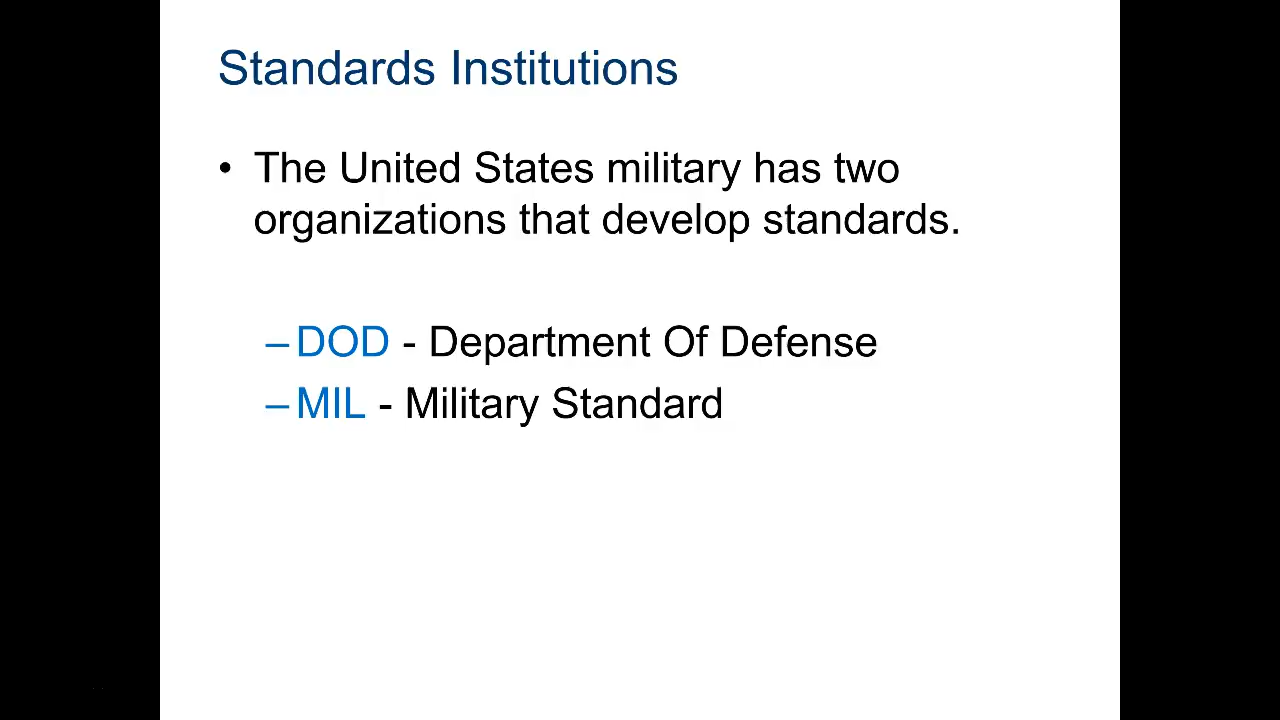 Standards Institutions
• The United States military has two
organizations that develop standards.
– DOD - Department Of Defense
– MIL - Military Standard